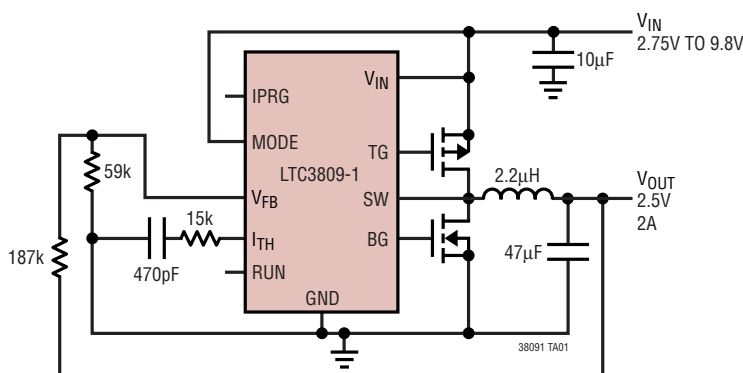 V_IN
2.75V TO 9.8V
10µF
V_IN
IPRG
MODE
TG
59k
LTC3809-1
2.2µH
V_OUT
2.5V
2A
V_FB
SW
15k
I_TH
BG
187k
470pF
47µF
RUN
GND
38091 TA01